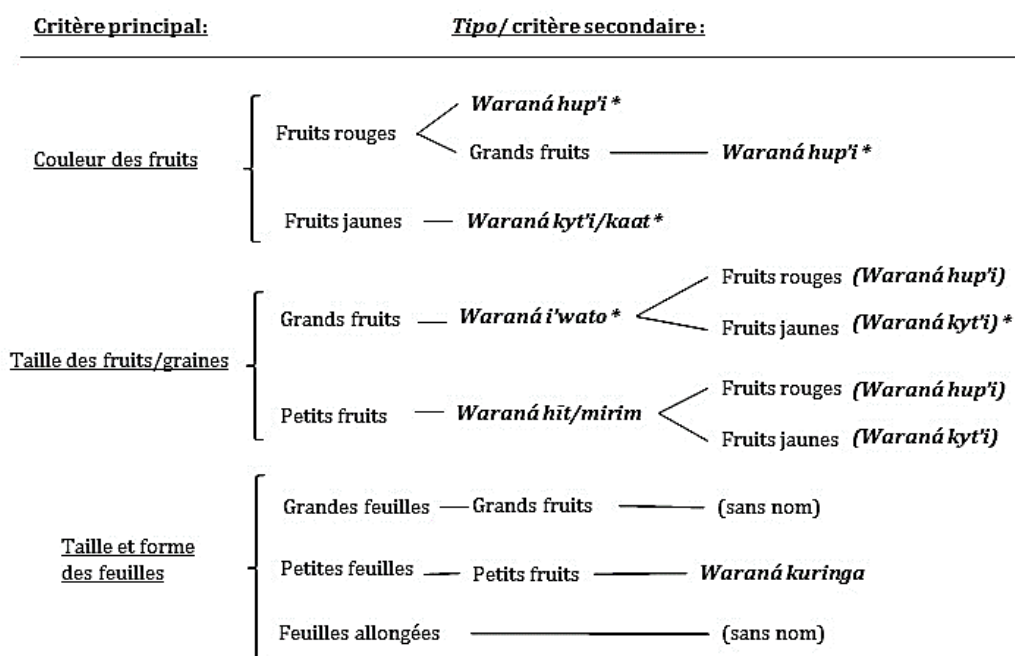 Critère principal: Tipo/ critère secondaire:
Waraná hup'i *
Fruits rouges
Grands fruits Waraná hup'i *
Couleur des fruits
Fruits jaunes Waraná kyt'i/kaat *
Fruits rouges (Waraná hup'i)
Grands fruits Waraná i'wato *
Fruits jaunes (Waraná kyt'i) *
Taille des fruits/graines
Fruits rouges (Waraná hup'i)
Petits fruits Waraná hīt/mirim
Fruits jaunes (Waraná kyt'i)
Grandes feuilles Grands fruits (sans nom)
Taille et forme
des feuilles
Petites feuilles Petits fruits Waraná kuringa
Feuilles allongées (sans nom)